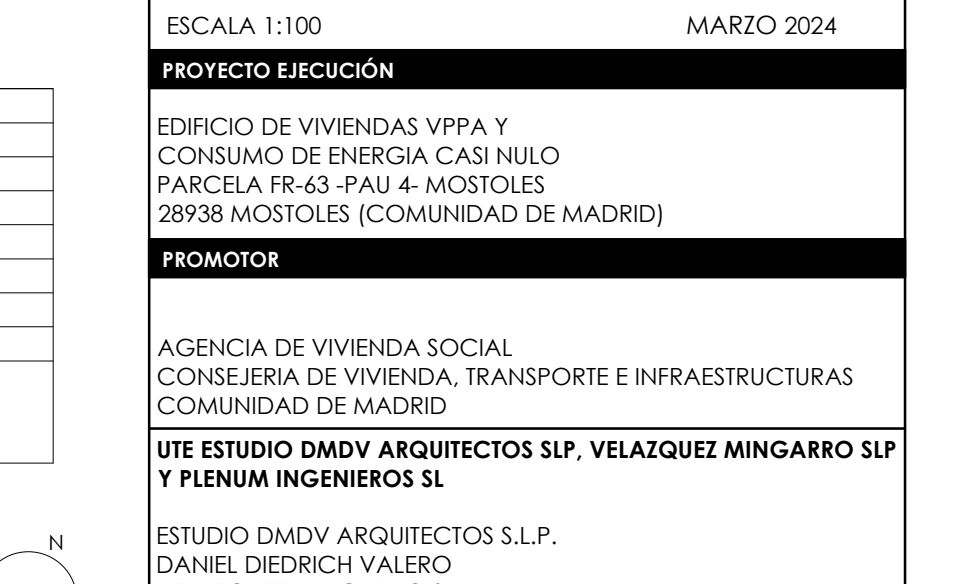 ESCALA 1:100 MARZO 2024
PROYECTO EJECUCIÓN
EDIFICIO DE VIVIENDAS VPPA Y
CONSUMO DE ENERGIA CASI NULO
PARCELA FR-63 -PAU 4- MOSTOLES
28938 MOSTOLES (COMUNIDAD DE MADRID)
PROMOTOR
AGENCIA DE VIVIENDA SOCIAL
CONSEJERIA DE VIVIENDA, TRANSPORTE E INFRAESTRUCTURAS
COMUNIDAD DE MADRID
UTE ESTUDIO DMDV ARQUITECTOS SLP, VELAZQUEZ MINGARRO SLP
Y PLENUM INGENIEROS SL
N
ESTUDIO DMDV ARQUITECTOS S.L.P.
DANIEL DIEDRICH VALERO